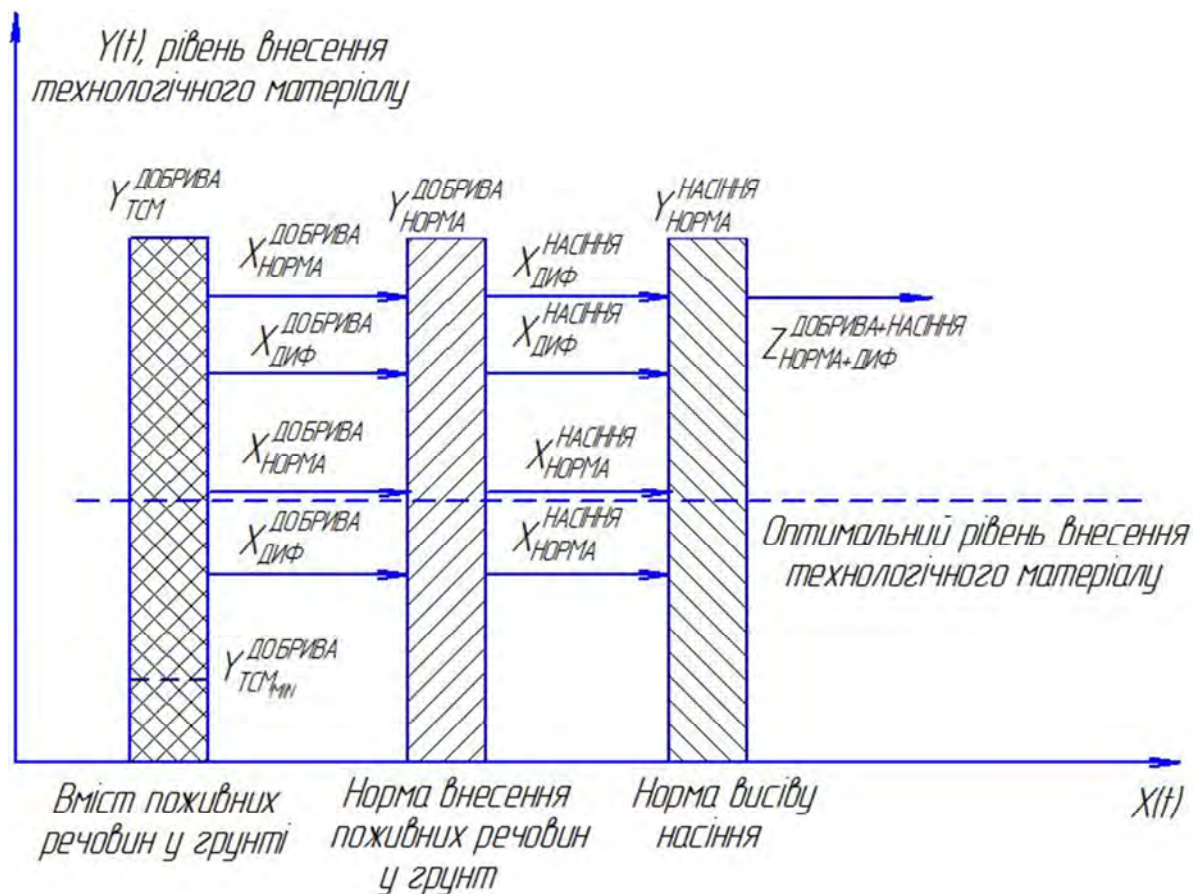 Y(t), рівень внесення
технологічного матеріалу
Y ДОБРИВА ТСМ
Y ДОБРИВА НОРМА
Y НАСІННЯ НОРМА
X ДОБРИВА НОРМА
X НАСІННЯ ДИФ
X ДОБРИВА ДИФ
X НАСІННЯ ДИФ
Z ДОБРИВА+НАСІННЯ НОРМА+ДИФ
X ДОБРИВА НОРМА
X НАСІННЯ НОРМА
X ДОБРИВА ДИФ
X НАСІННЯ НОРМА
Оптимальний рівень внесення
технологічного матеріалу
Y ДОБРИВА ТСМ MIN
Вміст поживних
речовин у грунті
Норма внесення
поживних речовин
у грунт
Норма висіву
насіння
X(t)